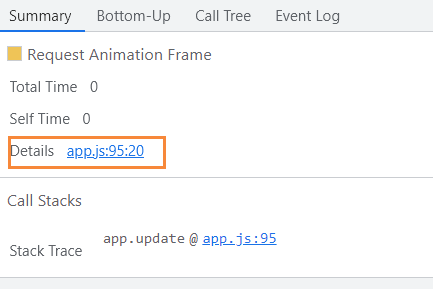 Summary Bottom-Up Call Tree Event Log
Request Animation Frame
Total Time 0
Self Time 0
Details app.js:95:20
Call Stacks
Stack Trace app.update @ app.js:95